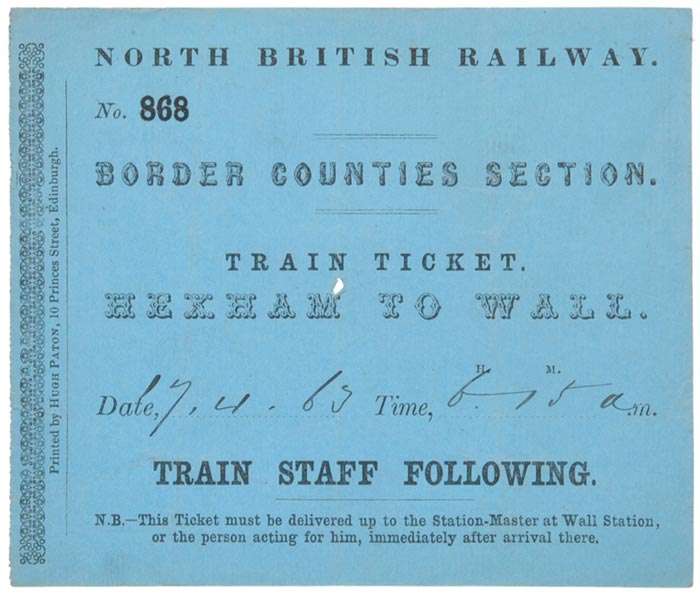 NORTH BRITISH RAILWAY.
No. 868
BORDER COUNTIES SECTION.
TRAIN TICKET.
HEXHAM TO WALL.
H. M.
Date, 7. 4. 63 Time, 6. 15 a.m.
TRAIN STAFF FOLLOWING.
N.B.—This Ticket must be delivered up to the Station-Master at Wall Station,
or the person acting for him, immediately after arrival there.
Printed by HUGH PATON, 10 Princes Street, Edinburgh.